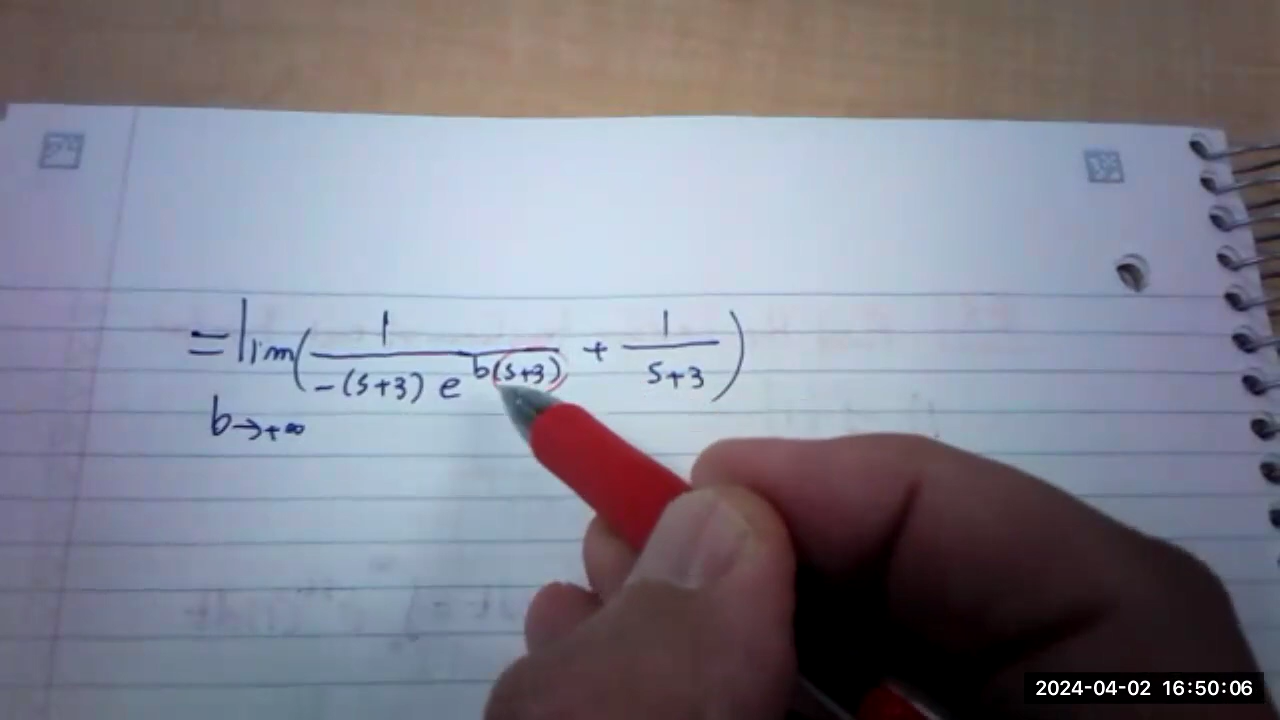 = lim( 1/(-(s+3) e^(b(s+3))) + 1/(s+3) )
b→+∞
2024-04-02 16:50:06